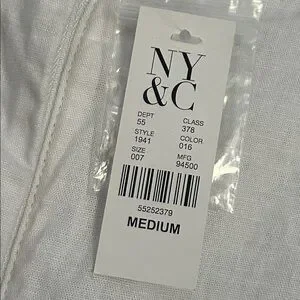 NY
&C
DEPT CLASS
55 378
STYLE COLOR
1941 016
SIZE MFG
007 94500
55252379
MEDIUM